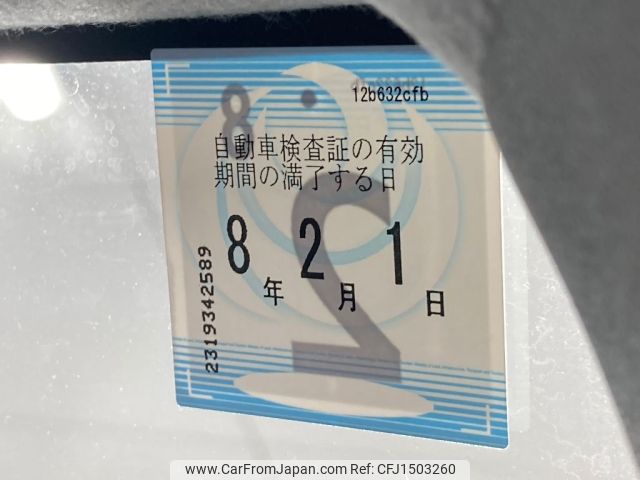 12b632cfb
自動車検査証の有効
期間の満了する日
8年2月1日
2319342589
www.CarFromJapan.com | © CFJ1503260